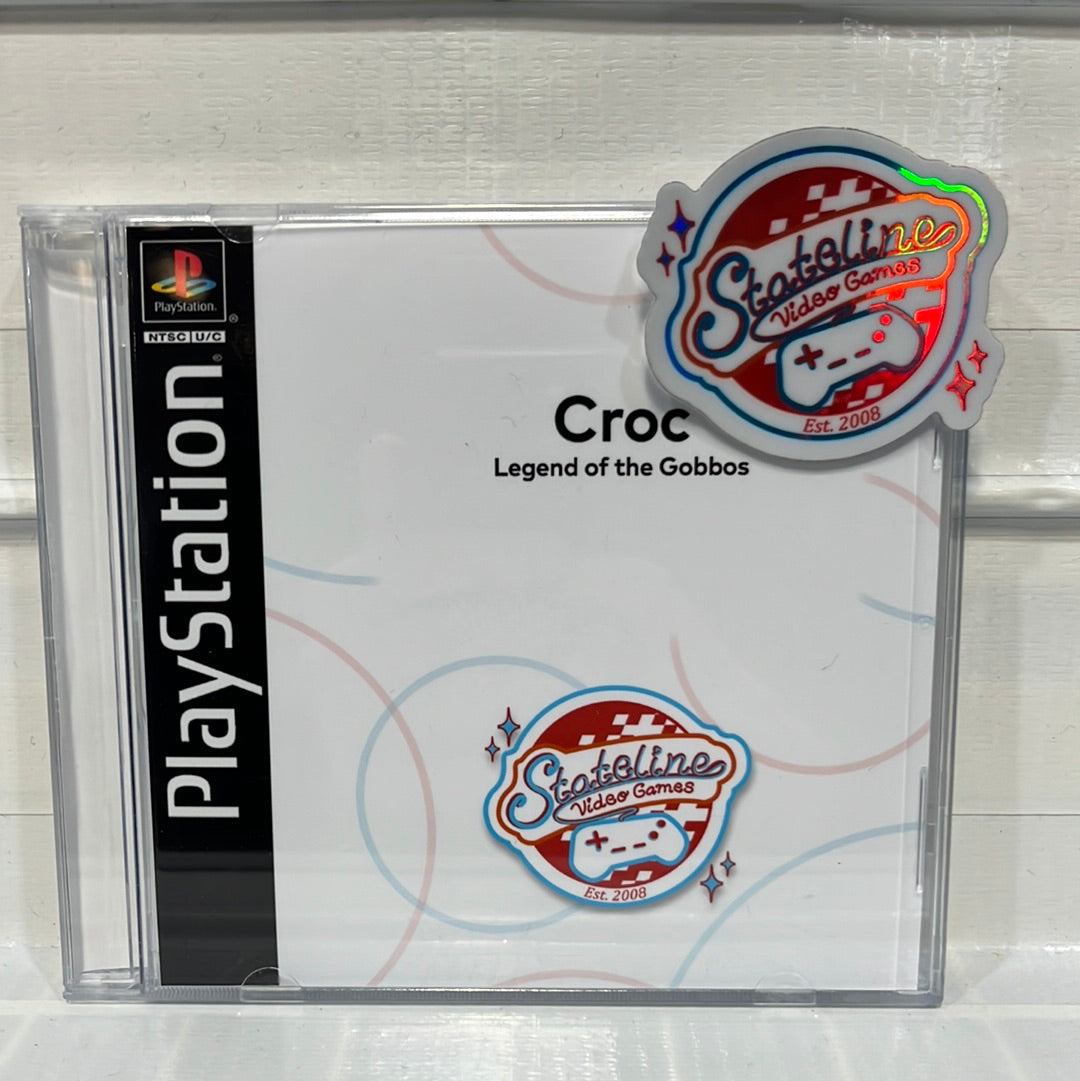 PlayStation
NTSC U/C
PlayStation
Croc
Legend of the Gobbos
Stateline
Video Games
Est. 2008
Stateline
Video Games
Est. 2008